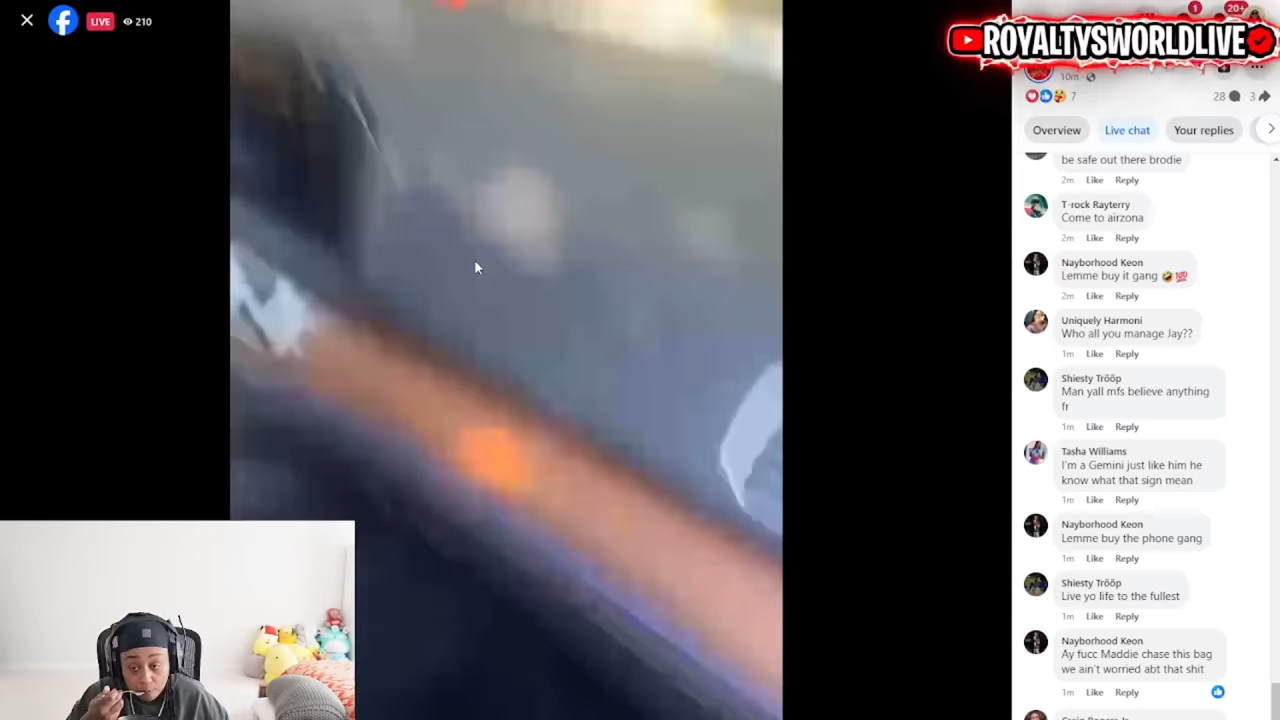 LIVE 210
ROYALTYSWORLDLIVE
1
20+
10m
7
28
3
Overview
Live chat
Your replies
be safe out there brodie
2m Like Reply
T-rock Rayterry
Come to airzona
2m Like Reply
Nayborhood Keon
Lemme buy it gang 🤣💯
2m Like Reply
Uniquely Harmoni
Who all you manage Jay??
1m Like Reply
Shiesty Trõõp
Man yall mfs believe anything
fr
1m Like Reply
Tasha Williams
I'm a Gemini just like him he
know what that sign mean
1m Like Reply
Nayborhood Keon
Lemme buy the phone gang
1m Like Reply
Shiesty Trõõp
Live yo life to the fullest
1m Like Reply
Nayborhood Keon
Ay fucc Maddie chase this bag
we ain't worried abt that shit
1m Like Reply